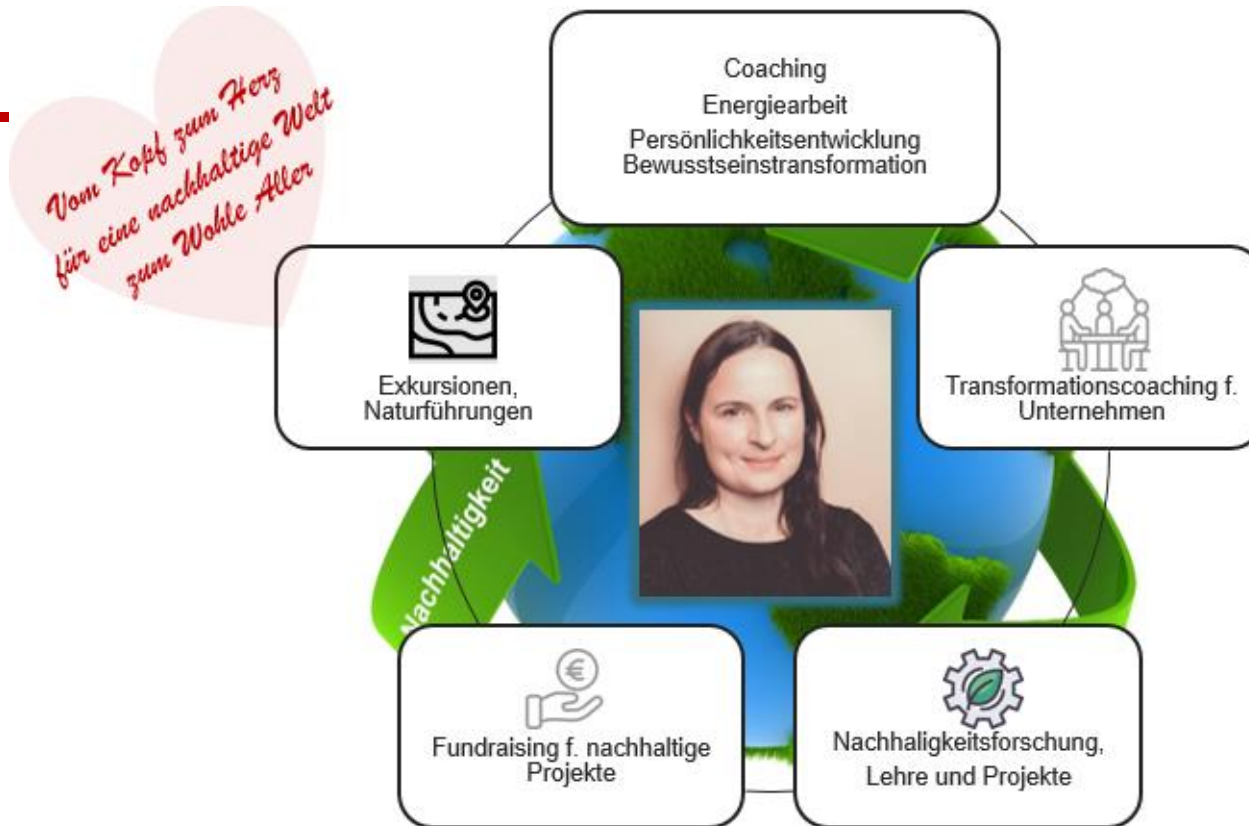 Vom Kopf zum Herz
für eine nachhaltige Welt
zum Wohle Aller
Coaching
Energiearbeit
Persönlichkeitsentwicklung
Bewusstseinstransformation
Exkursionen,
Naturführungen
Transformationscoaching f.
Unternehmen
Nachhaltigkeit
Fundraising f. nachhaltige
Projekte
Nachhaligkeitsforschung,
Lehre und Projekte